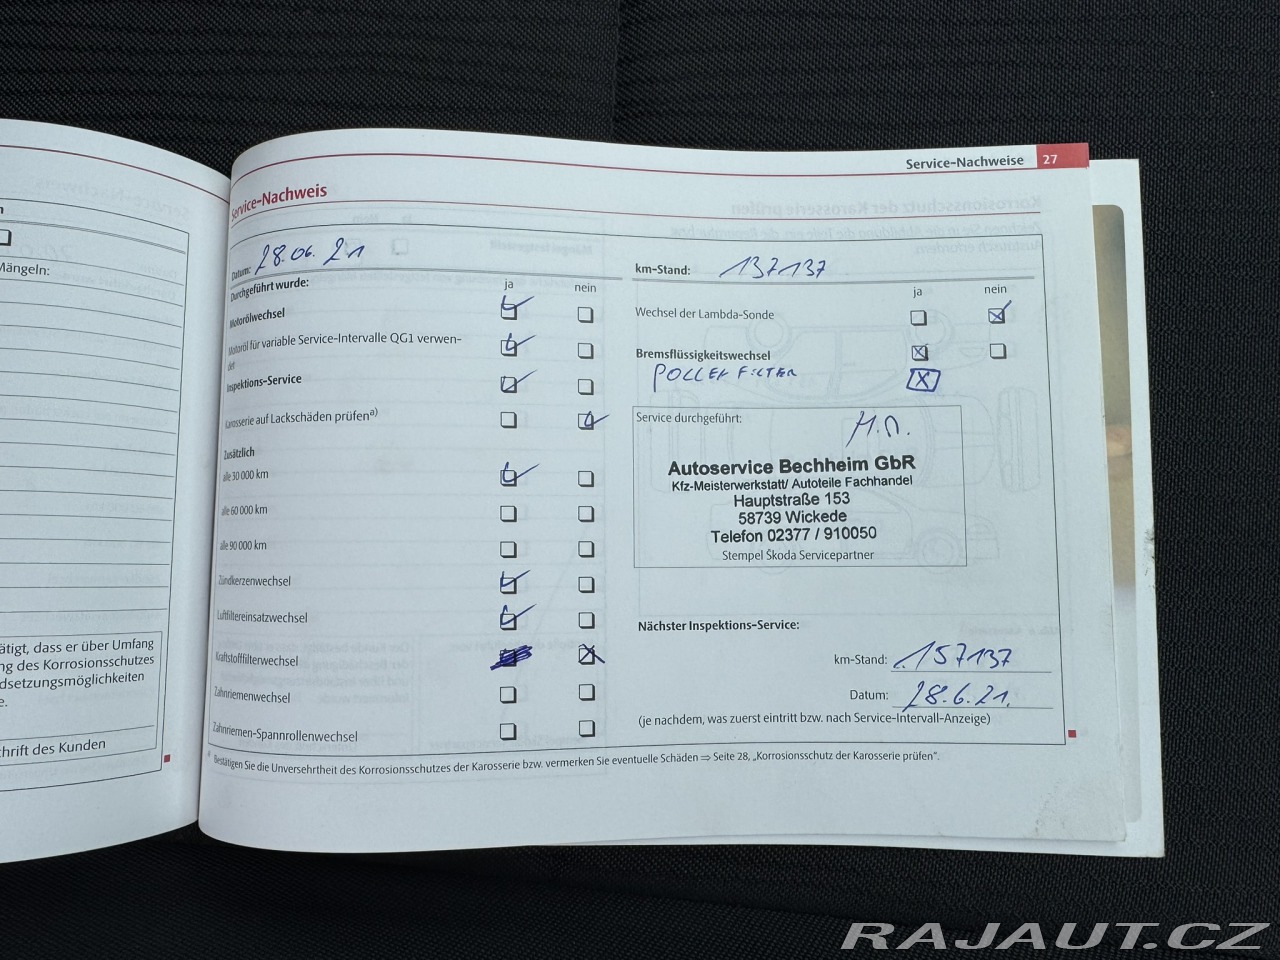 Service-Nachweise 27
Service-Nachweis
Datum: 28.06.21
km-Stand: 137137
Durchgeführt wurde: ja nein
Motorölwechsel
Motoröl für variable Service-Intervalle QG1 verwen-
det
Inspektions-Service
Karosserie auf Lackschäden prüfena)
Zusätzlich
alle 30 000 km
alle 60 000 km
alle 90 000 km
Zündkerzenwechsel
Luftfiltereinsatzwechsel
Kraftstofffilterwechsel
Zahnriemenwechsel
Zahnriemen-Spannrollenwechsel
ja nein
Wechsel der Lambda-Sonde
Bremsflüssigkeitswechsel
POLLEN FILTER
Service durchgeführt:
Autoservice Bechheim GbR
Kfz-Meisterwerkstatt/ Autoteile Fachhandel
Hauptstraße 153
58739 Wickede
Telefon 02377 / 910050
Stempel Škoda Servicepartner
Nächster Inspektions-Service:
km-Stand: 157137
Datum: 28.6.21.
(je nachdem, was zuerst eintritt bzw. nach Service-Intervall-Anzeige)
a) Bestätigen Sie die Unversehrtheit des Korrosionsschutzes der Karosserie bzw. vermerken Sie eventuelle Schäden ⇒ Seite 28, „Korrosionsschutz der Karosserie prüfen“.
Mängeln:
tätigt, dass er über Umfang
ng des Korrosionsschutzes
dsetzungsmöglichkeiten
e.
chrift des Kunden
RAJAUT.CZ